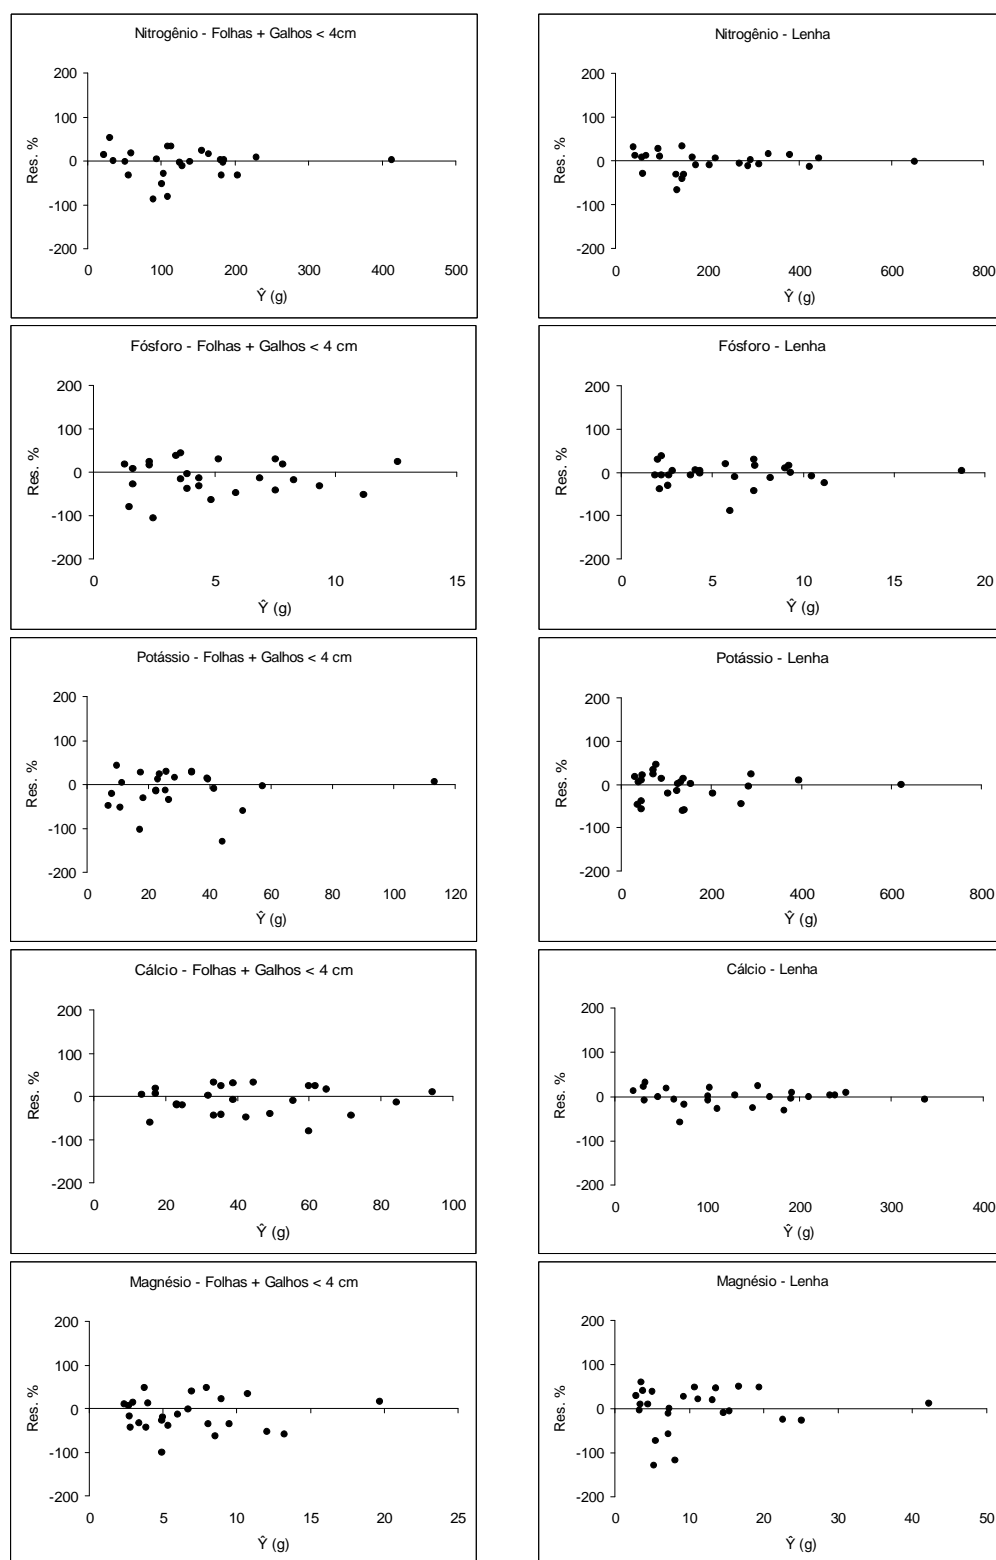 Nitrogênio - Folhas + Galhos < 4cm
200
100
0
-100
-200
Res. %
0 100 200 300 400 500
Ŷ (g)
Nitrogênio - Lenha
200
100
0
-100
-200
Res. %
0 200 400 600 800
Ŷ (g)
Fósforo - Folhas + Galhos < 4 cm
200
100
0
-100
-200
Res. %
0 5 10 15
Ŷ (g)
Fósforo - Lenha
200
100
0
-100
-200
Res. %
0 5 10 15 20
Ŷ (g)
Potássio - Folhas + Galhos < 4 cm
200
100
0
-100
-200
Res. %
0 20 40 60 80 100 120
Ŷ (g)
Potássio - Lenha
200
100
0
-100
-200
Res. %
0 200 400 600 800
Ŷ (g)
Cálcio - Folhas + Galhos < 4 cm
200
100
0
-100
-200
Res. %
0 20 40 60 80 100
Ŷ (g)
Cálcio - Lenha
200
100
0
-100
-200
Res. %
0 100 200 300 400
Ŷ (g)
Magnésio - Folhas + Galhos < 4 cm
200
100
0
-100
-200
Res. %
0 5 10 15 20 25
Ŷ (g)
Magnésio - Lenha
200
100
0
-100
-200
Res. %
0 10 20 30 40 50
Ŷ (g)